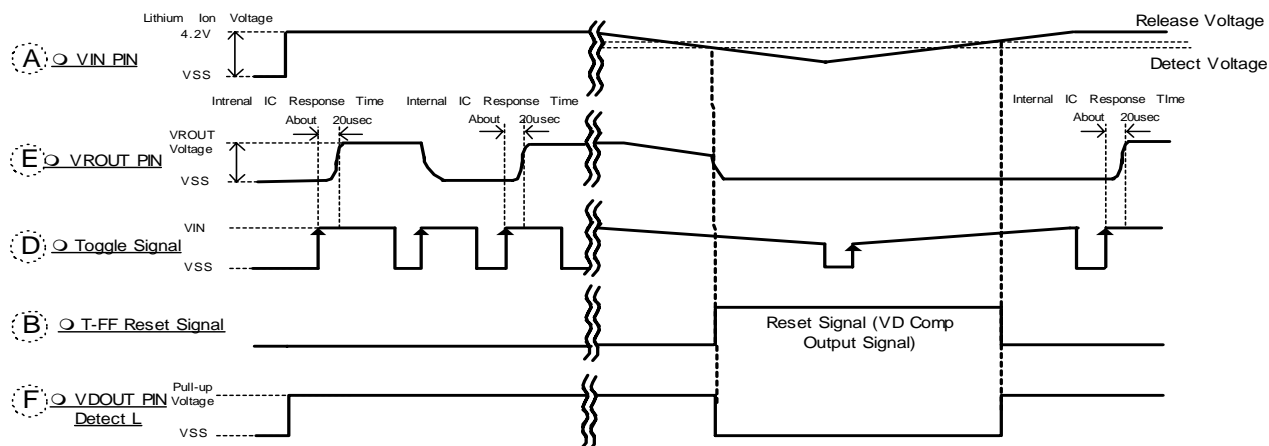 Lithium Ion Voltage
4.2V
Release Voltage
A ❍ VIN PIN
VSS
Detect Voltage
Intrenal IC Response Time
Internal IC Response Time
Internal IC Response TIme
About 20usec
About 20usec
About 20usec
VROUT
Voltage
E ❍ VROUT PIN
VSS
VIN
D ❍ Toggle Signal
VSS
B ❍ T-FF Reset Signal
Reset Signal (VD Comp
Output Signal)
Pull-up
Voltage
F ❍ VDOUT PIN
Detect L
VSS